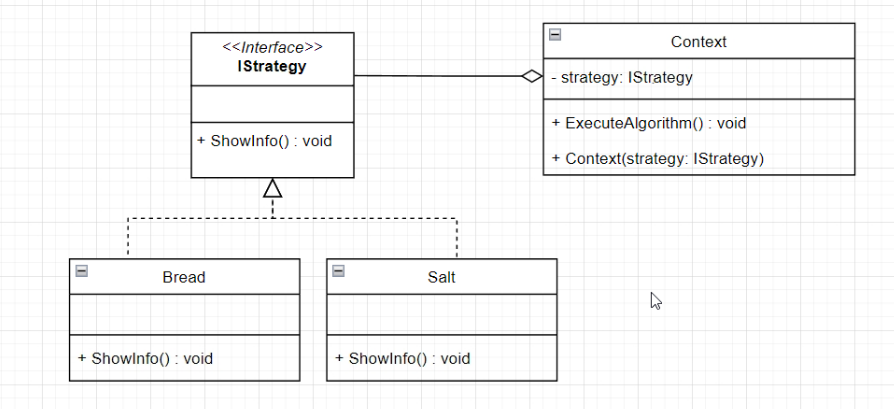 <<Interface>>
IStrategy
+ ShowInfo() : void
Context
- strategy: IStrategy
+ ExecuteAlgorithm() : void
+ Context(strategy: IStrategy)
Bread
+ ShowInfo() : void
Salt
+ ShowInfo() : void